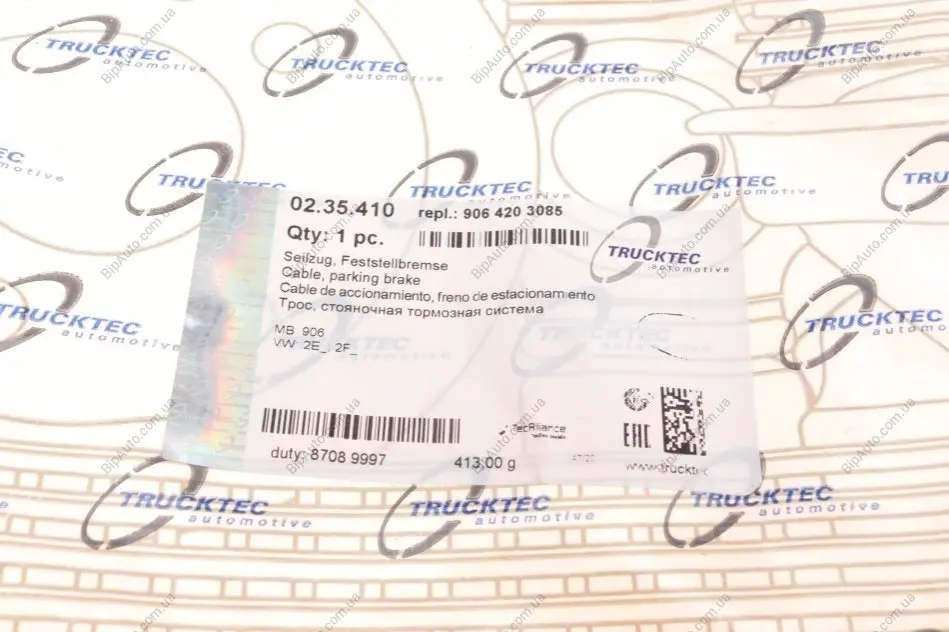 TRUCKTEC
automotive
02.35.410 repl.: 906 420 3085
Qty: 1 pc.
Seilzug, Feststellbremse
Cable, parking brake
Cable de accionamiento, freno de estacionamiento
Трос, стояночная тормозная система
MB 906
VW 2E_, 2F_
TRUCKTEC
automotive
TecAlliance
EAC
duty: 8708 9997 413,00 g
BipAuto.com.ua